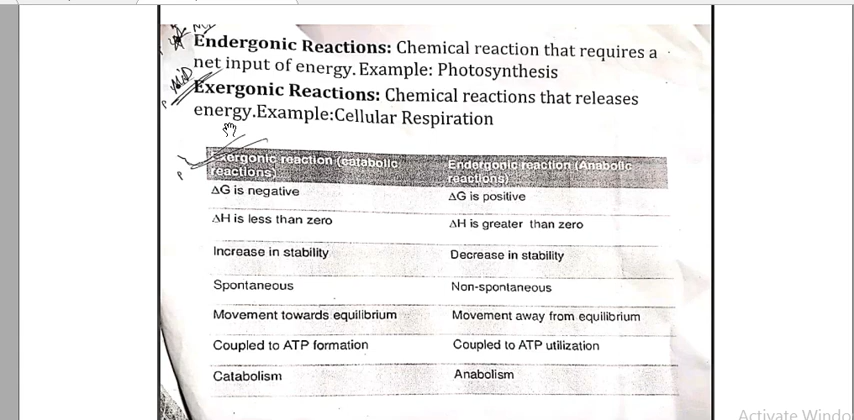 Endergonic Reactions: Chemical reaction that requires a
net input of energy. Example: Photosynthesis
Exergonic Reactions: Chemical reactions that releases
energy.Example:Cellular Respiration
Exergonic reaction (catabolic reactions) Endergonic reaction (Anabolic reactions)
ΔG is negative ΔG is positive
ΔH is less than zero ΔH is greater than zero
Increase in stability Decrease in stability
Spontaneous Non-spontaneous
Movement towards equilibrium Movement away from equilibrium
Coupled to ATP formation Coupled to ATP utilization
Catabolism Anabolism
Activate Windo